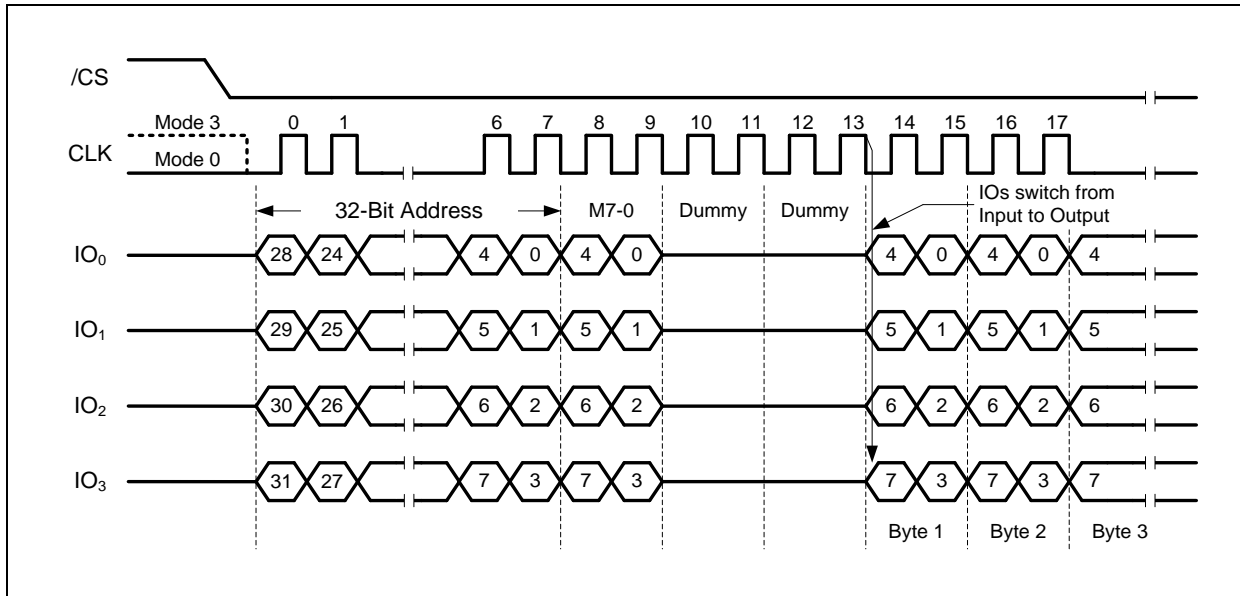 /CS
Mode 3 0 1 6 7 8 9 10 11 12 13 14 15 16 17
CLK
Mode 0
IOs switch from
Input to Output
32-Bit Address M7-0 Dummy Dummy
IO0 28 24 4 0 4 0 4 0 4 0 4
IO1 29 25 5 1 5 1 5 1 5 1 5
IO2 30 26 6 2 6 2 6 2 6 2 6
IO3 31 27 7 3 7 3 7 3 7 3 7
Byte 1 Byte 2 Byte 3